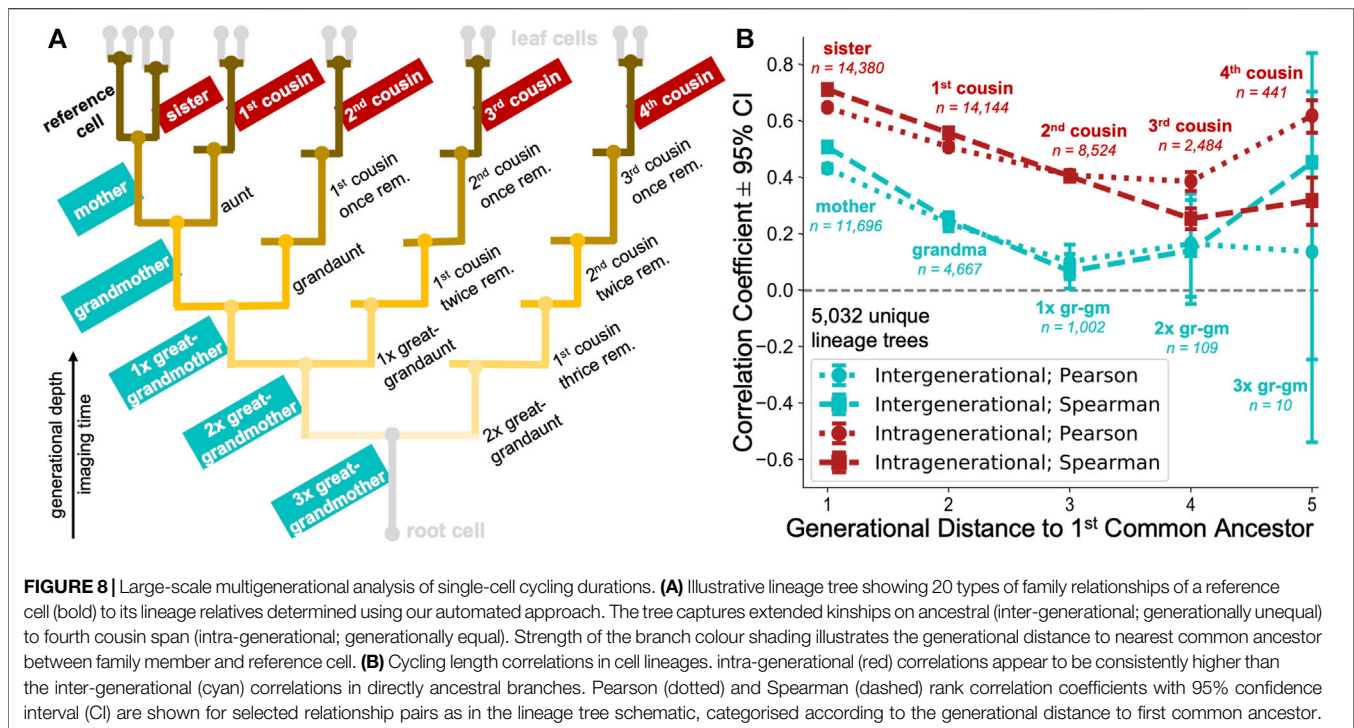 A
leaf cells
reference
cell
sister
1st cousin
2nd cousin
3rd cousin
4th cousin
mother
aunt
1st cousin
once rem.
2nd cousin
once rem.
3rd cousin
once rem.
grandmother
grandaunt
1st cousin
twice rem.
2nd cousin
twice rem.
1x great-
grandmother
1x great-
grandaunt
1st cousin
thrice rem.
2x great-
grandmother
2x great-
grandaunt
3x great-
grandmother
root cell
generational depth
imaging time
B
Correlation Coefficient ± 95% CI
0.8
0.6
0.4
0.2
0.0
−0.2
−0.4
−0.6
sister
n = 14,380
1st cousin
n = 14,144
2nd cousin
n = 8,524
3rd cousin
n = 2,484
4th cousin
n = 441
mother
n = 11,696
grandma
n = 4,667
1x gr-gm
n = 1,002
2x gr-gm
n = 109
3x gr-gm
n = 10
5,032 unique
lineage trees
Intergenerational; Pearson
Intergenerational; Spearman
Intragenerational; Pearson
Intragenerational; Spearman
1 2 3 4 5
Generational Distance to 1st Common Ancestor
FIGURE 8 | Large-scale multigenerational analysis of single-cell cycling durations. (A) Illustrative lineage tree showing 20 types of family relationships of a reference
cell (bold) to its lineage relatives determined using our automated approach. The tree captures extended kinships on ancestral (inter-generational; generationally unequal)
to fourth cousin span (intra-generational; generationally equal). Strength of the branch colour shading illustrates the generational distance to nearest common ancestor
between family member and reference cell. (B) Cycling length correlations in cell lineages. intra-generational (red) correlations appear to be consistently higher than
the inter-generational (cyan) correlations in directly ancestral branches. Pearson (dotted) and Spearman (dashed) rank correlation coefficients with 95% confidence
interval (CI) are shown for selected relationship pairs as in the lineage tree schematic, categorised according to the generational distance to first common ancestor.